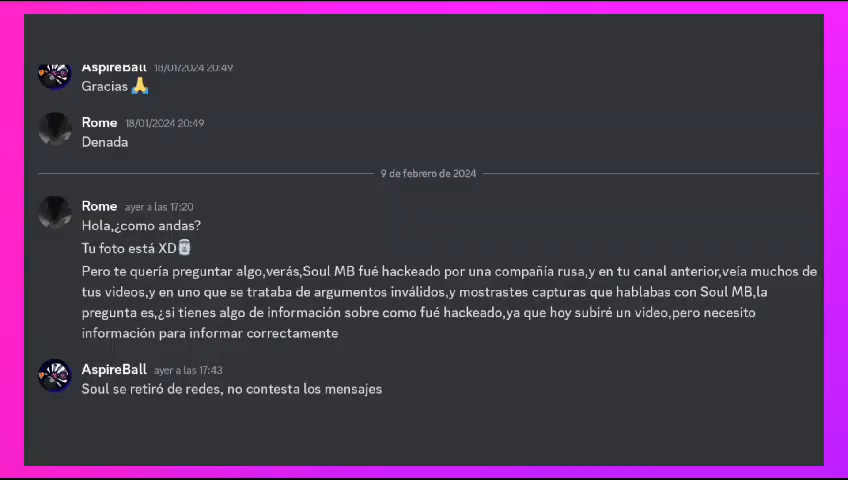 AspireBall 18/01/2024 20:49
Gracias 🙏
Rome 18/01/2024 20:49
Denada
9 de febrero de 2024
Rome ayer a las 17:20
Hola,¿como andas?
Tu foto está XD
Pero te quería preguntar algo,verás,Soul MB fué hackeado por una compañía rusa,y en tu canal anterior,veía muchos de
tus videos,y en uno que se trataba de argumentos inválidos,y mostrastes capturas que hablabas con Soul MB,la
pregunta es,¿si tienes algo de información sobre como fué hackeado,ya que hoy subiré un video,pero necesito
información para informar correctamente
AspireBall ayer a las 17:43
Soul se retiró de redes, no contesta los mensajes